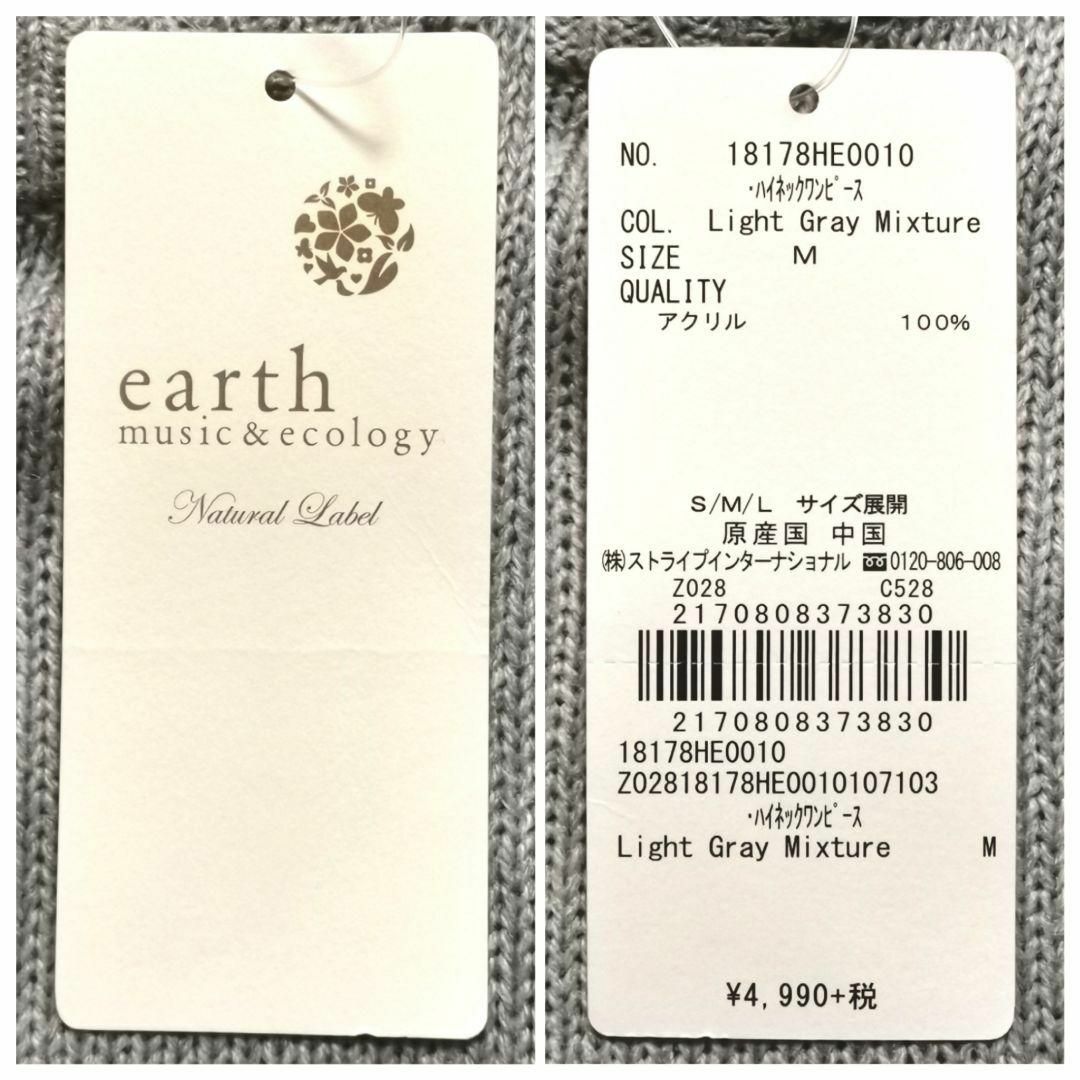 earth
music&ecology
Natural Label
NO. 18178HE0010
･ﾊｲﾈｯｸﾜﾝﾋﾟｰｽ
COL. Light Gray Mixture
SIZE M
QUALITY
アクリル 100%
S/M/L サイズ展開
原産国 中国
㈱ストライプインターナショナル 0120-806-008
Z028 C528
2170808373830
2170808373830
18178HE0010
Z02818178HE0010107103
･ﾊｲﾈｯｸﾜﾝﾋﾟｰｽ
Light Gray Mixture M
¥4,990+税